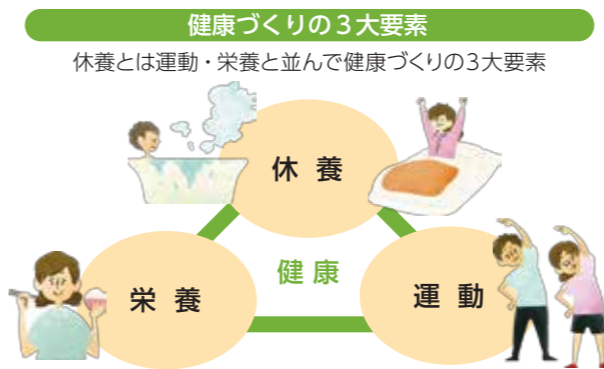 健康づくりの3大要素
休養とは運動・栄養と並んで健康づくりの3大要素
休養
健康
栄養
運動